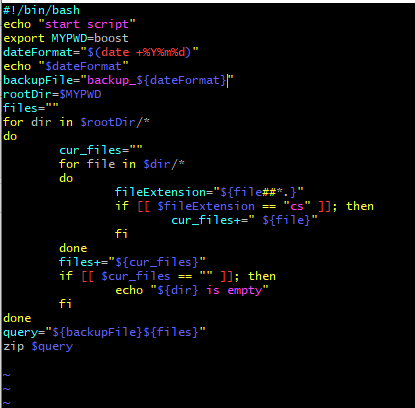 #!/bin/bash
echo "start script"
export MYPWD=boost
dateFormat="$(date +%Y%m%d)"
echo "$dateFormat"
backupFile="backup_${dateFormat}"
rootDir=$MYPWD
files=""
for dir in $rootDir/*
do
        cur_files=""
        for file in $dir/*
        do
                fileExtension="${file##*.}"
                if [[ $fileExtension == "cs" ]]; then
                        cur_files+=" ${file}"
                fi
        done
        files+="${cur_files}"
        if [[ $cur_files == "" ]]; then
                echo "${dir} is empty"
        fi
done
query="${backupFile}${files}"
zip $query
~
~
~